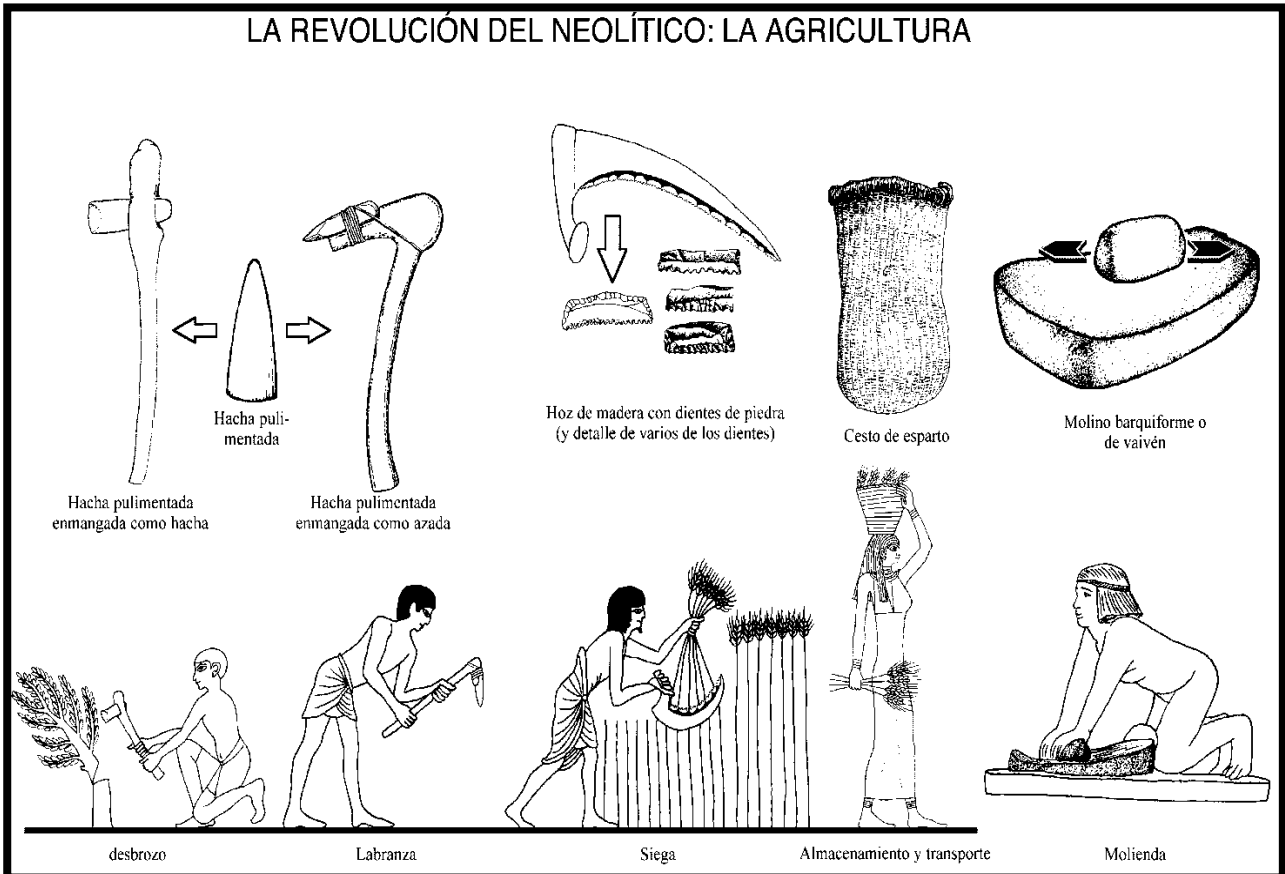 LA REVOLUCIÓN DEL NEOLÍTICO: LA AGRICULTURA
Hacha puli-
mentada
Hacha pulimentada
enmangada como hacha
Hacha pulimentada
enmangada como azada
Hoz de madera con dientes de piedra
(y detalle de varios de los dientes)
Cesto de esparto
Molino barquiforme o
de vaivén
desbrozo
Labranza
Siega
Almacenamiento y transporte
Molienda